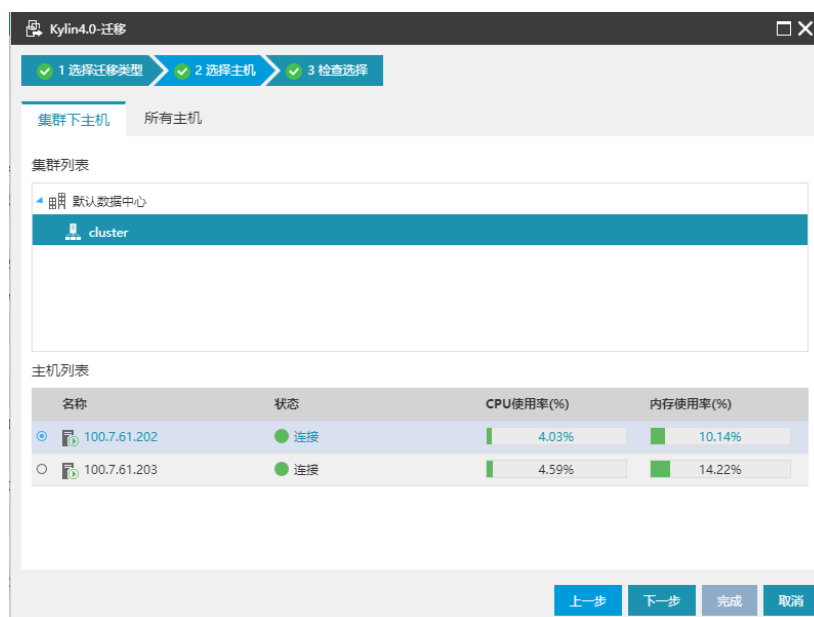 Kylin4.0-迁移
1 选择迁移类型 2 选择主机 3 检查选择
集群下主机 所有主机
集群列表
默认数据中心
cluster
主机列表
名称 状态 CPU使用率(%) 内存使用率(%)
100.7.61.202 连接 4.03% 10.14%
100.7.61.203 连接 4.59% 14.22%
上一步 下一步 完成 取消